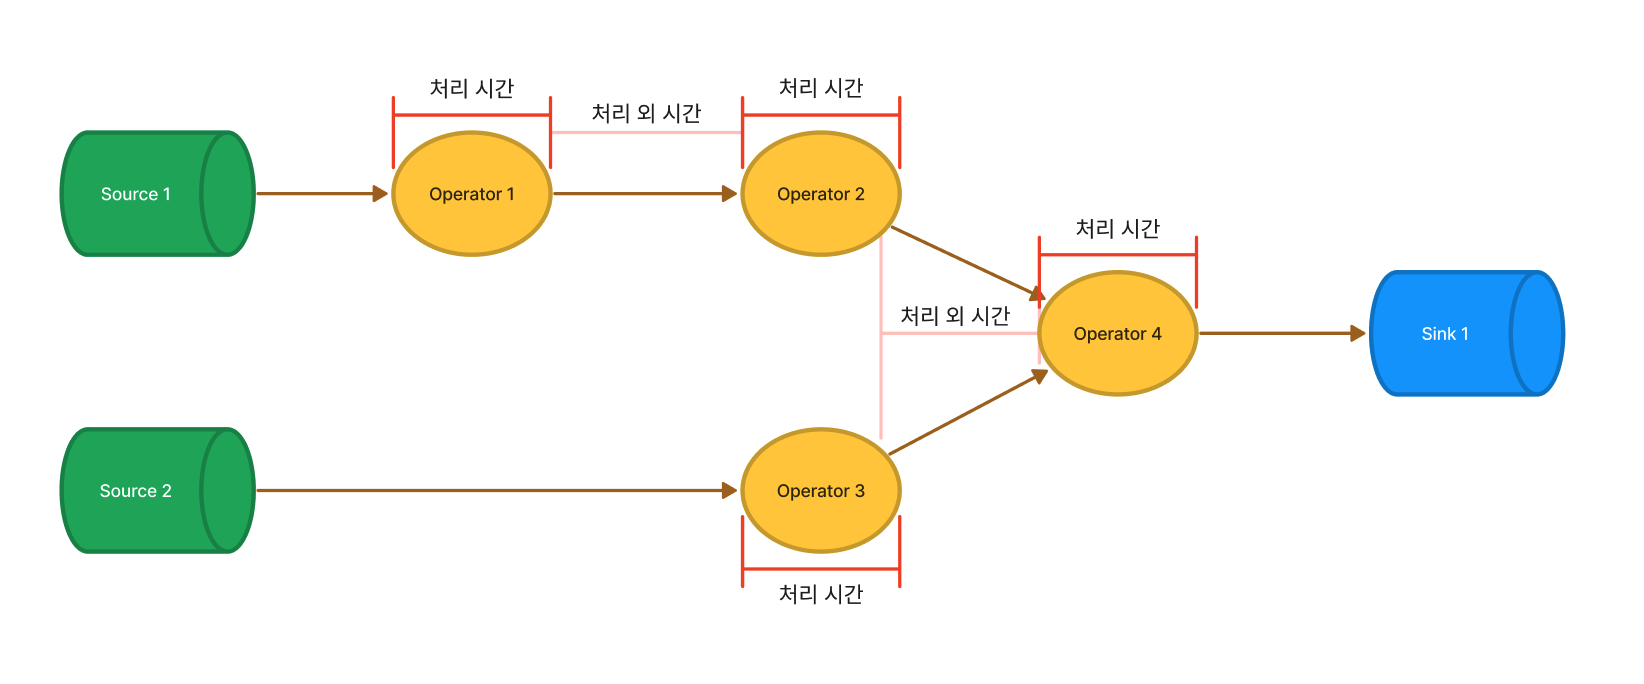 처리 시간
처리 외 시간
처리 시간
Source 1
Operator 1
Operator 2
처리 시간
처리 외 시간
Operator 4
Sink 1
Source 2
Operator 3
처리 시간